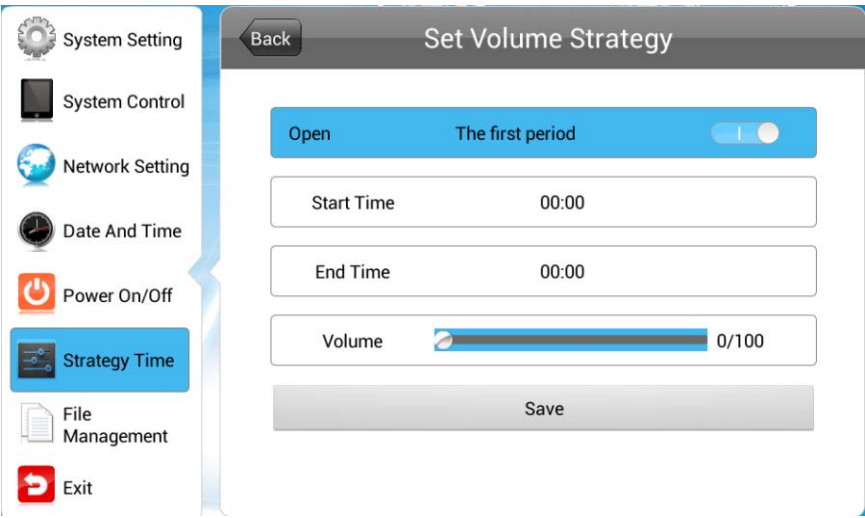 System Setting
System Control
Network Setting
Date And Time
Power On/Off
Strategy Time
File
Management
Exit
Back
Set Volume Strategy
Open The first period
Start Time 00:00
End Time 00:00
Volume 0/100
Save